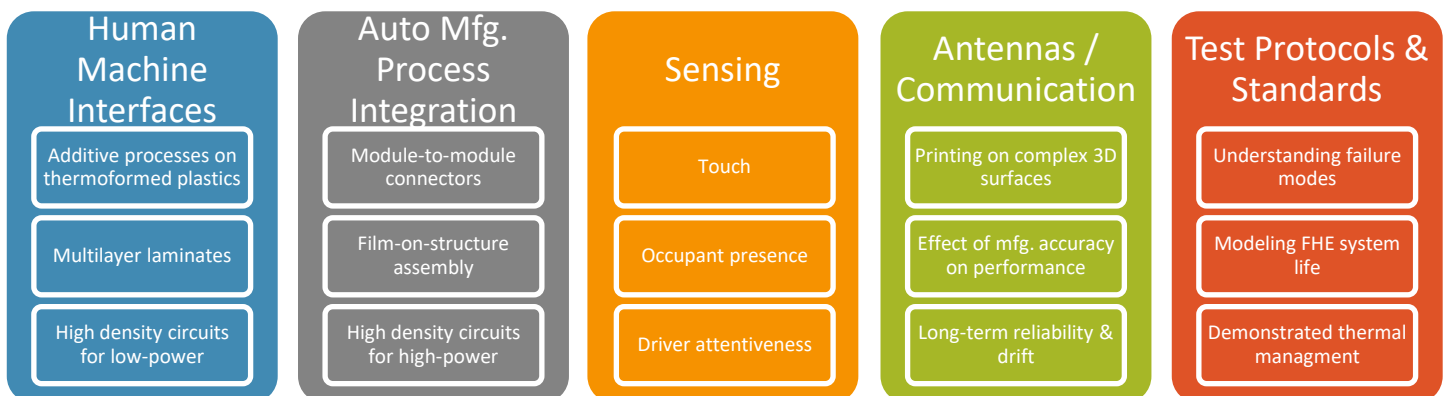 Human
Machine
Interfaces
Additive processes on
thermoformed plastics
Multilayer laminates
High density circuits
for low-power
Auto Mfg.
Process
Integration
Module-to-module
connectors
Film-on-structure
assembly
High density circuits
for high-power
Sensing
Touch
Occupant presence
Driver attentiveness
Antennas /
Communication
Printing on complex 3D
surfaces
Effect of mfg. accuracy
on performance
Long-term reliability &
drift
Test Protocols &
Standards
Understanding failure
modes
Modeling FHE system
life
Demonstrated thermal
managment